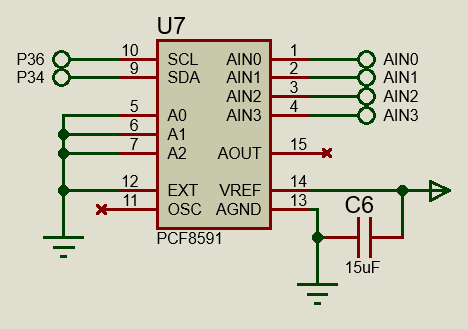 U7
P36 10 SCL AIN0 1 AIN0
P34 9 SDA AIN1 2 AIN1
AIN2 3 AIN2
5 A0 AIN3 4 AIN3
6 A1
7 A2 AOUT 15
12 EXT VREF 14
11 OSC AGND 13
PCF8591
C6
15uF